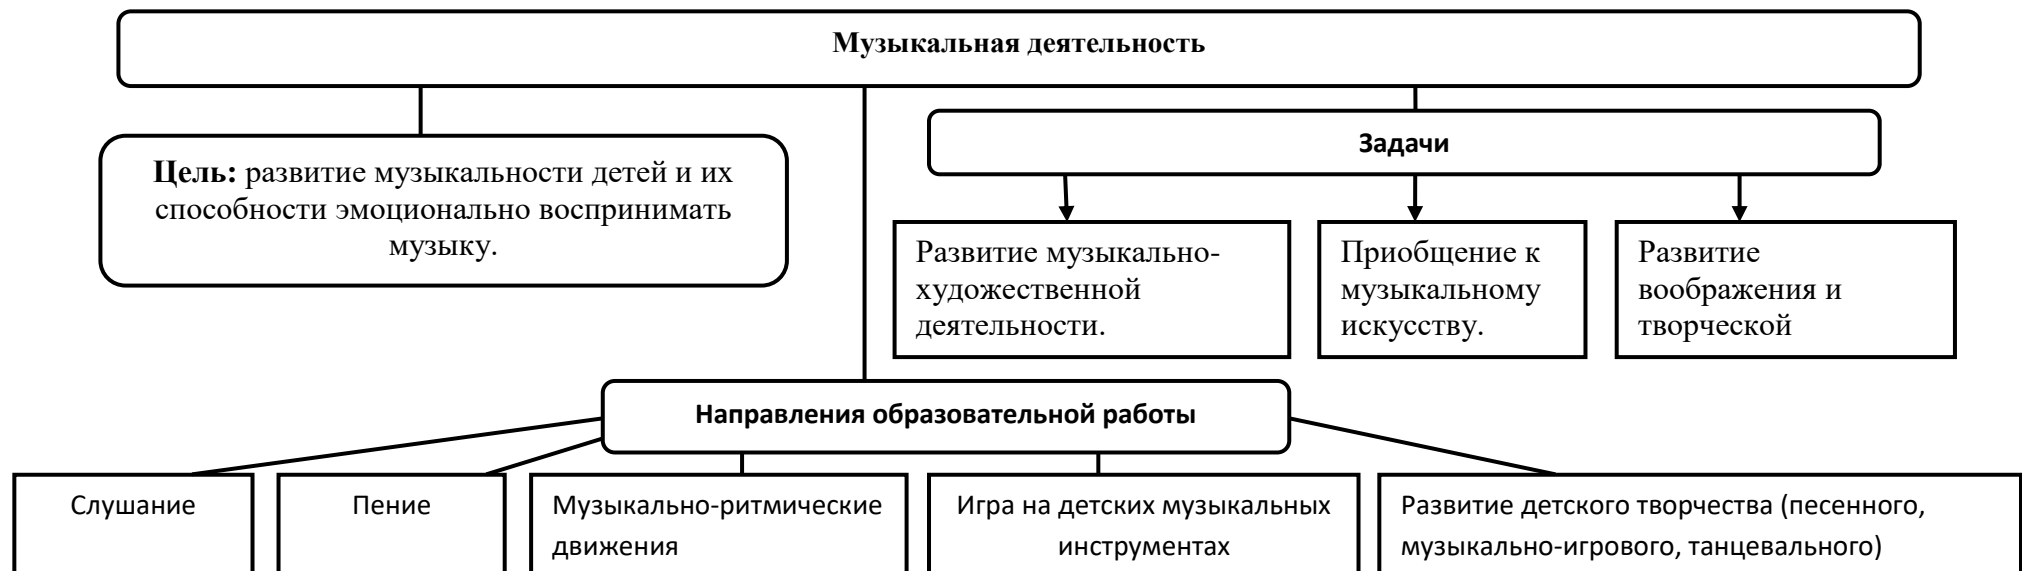 Музыкальная деятельность
Цель: развитие музыкальности детей и их
способности эмоционально воспринимать
музыку.
Задачи
Развитие музыкально-
художественной
деятельности.
Приобщение к
музыкальному
искусству.
Развитие
воображения и
творческой
Направления образовательной работы
Слушание
Пение
Музыкально-ритмические
движения
Игра на детских музыкальных
инструментах
Развитие детского творчества (песенного,
музыкально-игрового, танцевального)